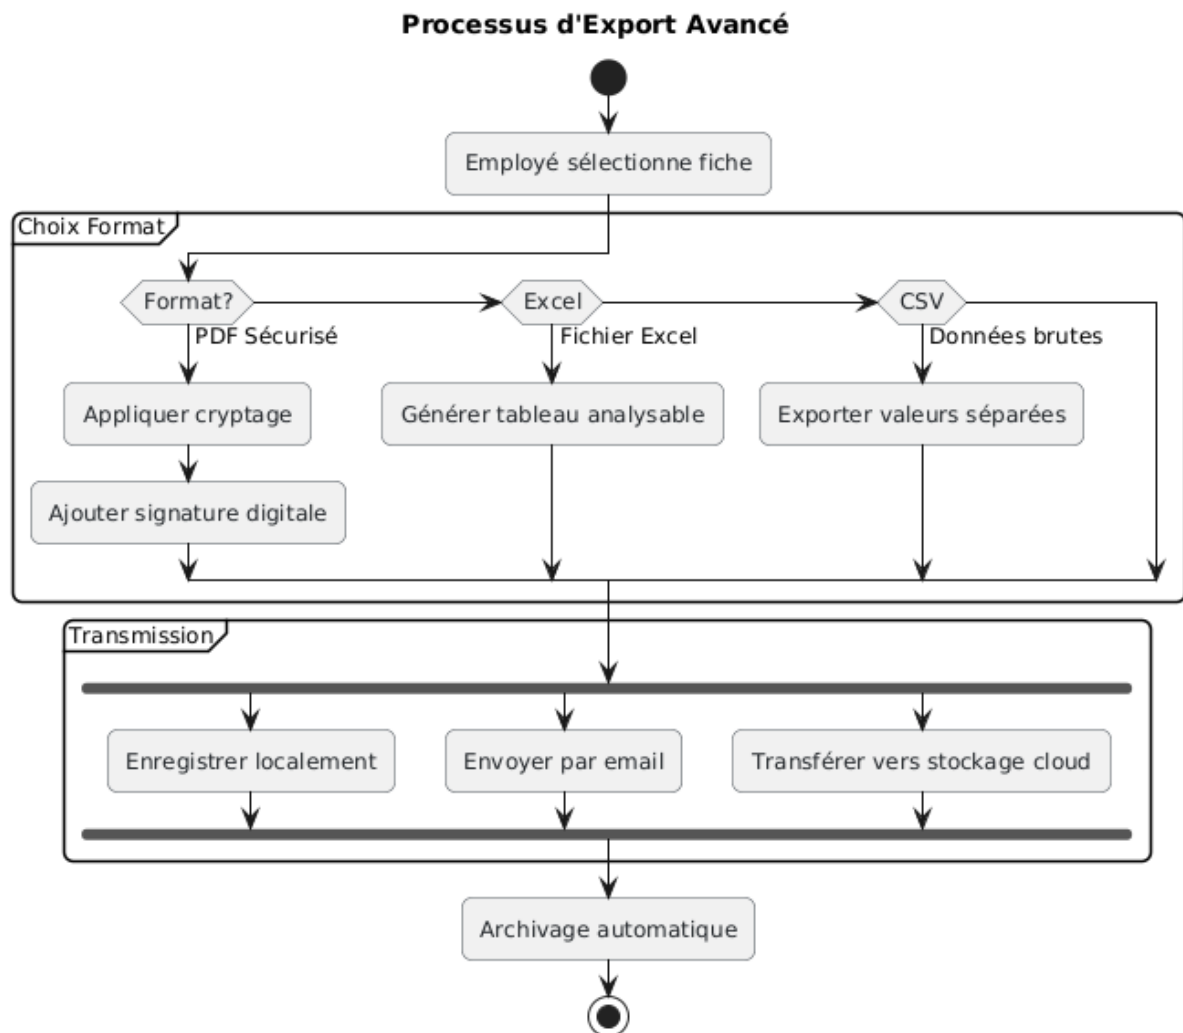 Processus d'Export Avancé
Employé sélectionne fiche
Choix Format
Format?
Excel
CSV
PDF Sécurisé
Fichier Excel
Données brutes
Appliquer cryptage
Générer tableau analysable
Exporter valeurs séparées
Ajouter signature digitale
Transmission
Enregistrer localement
Envoyer par email
Transférer vers stockage cloud
Archivage automatique